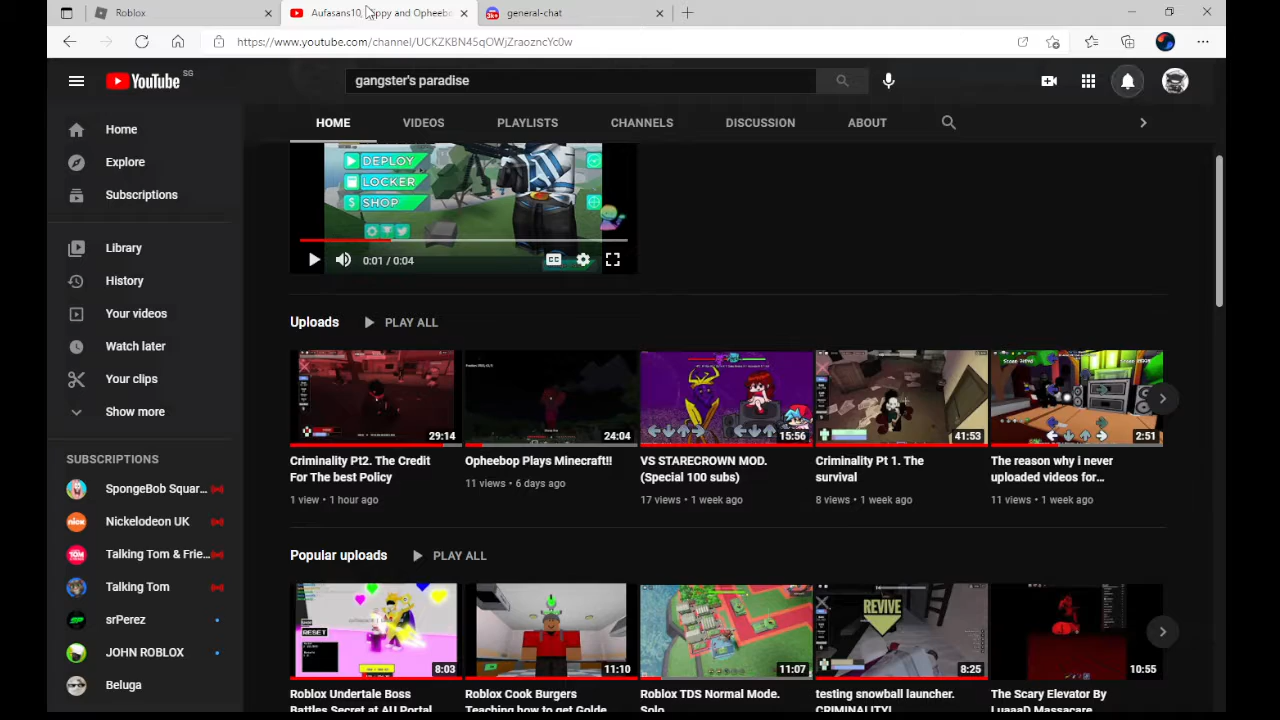 Roblox
Aufasans10, ppy and Opheebo
general-chat
https://www.youtube.com/channel/UCKZKBN45qOWjZraozncYc0w
YouTube SG
gangster's paradise
HOME VIDEOS PLAYLISTS CHANNELS DISCUSSION ABOUT
Home
Explore
Subscriptions
Library
History
Your videos
Watch later
Your clips
Show more
SUBSCRIPTIONS
SpongeBob Squar...
Nickelodeon UK
Talking Tom & Frie...
Talking Tom
srPerez
JOHN ROBLOX
Beluga
DEPLOY
LOCKER
SHOP
0:01 / 0:04
Uploads PLAY ALL
29:14
24:04
15:56
41:53
2:51
Criminality Pt2. The Credit
For The best Policy
1 view • 1 hour ago
Opheebop Plays Minecraft!!
11 views • 6 days ago
VS STARECROWN MOD.
(Special 100 subs)
17 views • 1 week ago
Criminality Pt 1. The
survival
8 views • 1 week ago
The reason why i never
uploaded videos for...
11 views • 1 week ago
Popular uploads PLAY ALL
RESET
REVIVE
8:03
11:10
11:07
8:25
10:55
Roblox Undertale Boss
Battles Secret at AU Portal
Roblox Cook Burgers
Teaching how to get Golde
Roblox TDS Normal Mode.
Solo
testing snowball launcher.
CRIMINALITY!
The Scary Elevator By
LuaaaD Massacre